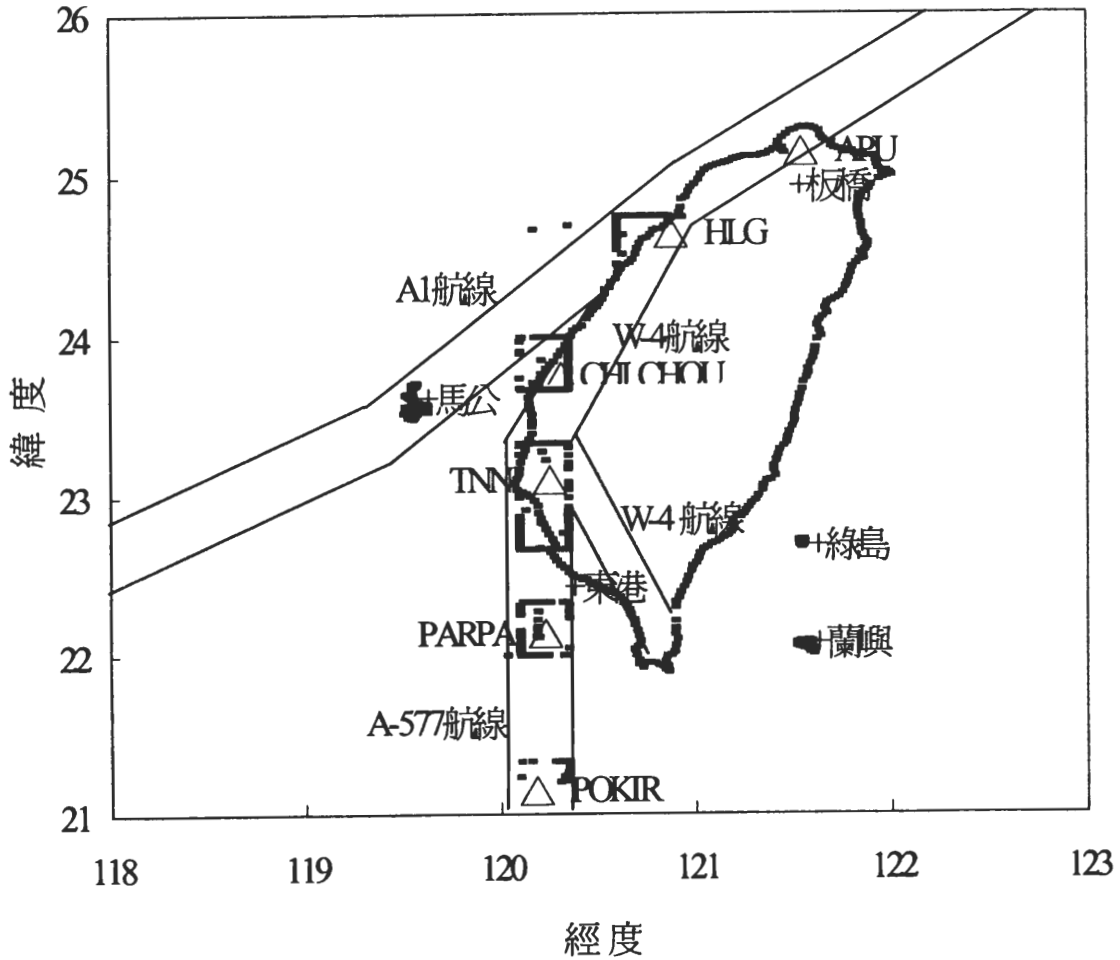 26
APU
25
+板橋
HLG
A1航線
24
W-4航線
CHI CHOU
+馬公
緯度
TNN
23
W-4 航線
+綠島
+東港
PARPA
+蘭嶼
22
A-577航線
POKIR
21
118 119 120 121 122 123
經度